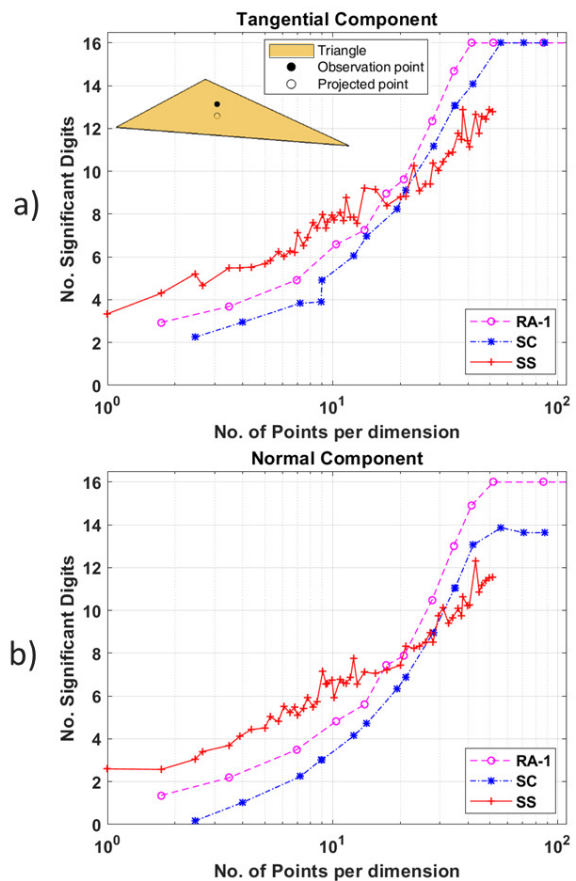 Tangential Component
a)
No. Significant Digits
16
14
12
10
8
6
4
2
0
Triangle
Observation point
Projected point
RA-1
SC
SS
10^0
10^1
10^2
No. of Points per dimension
Normal Component
b)
No. Significant Digits
16
14
12
10
8
6
4
2
0
RA-1
SC
SS
10^0
10^1
10^2
No. of Points per dimension